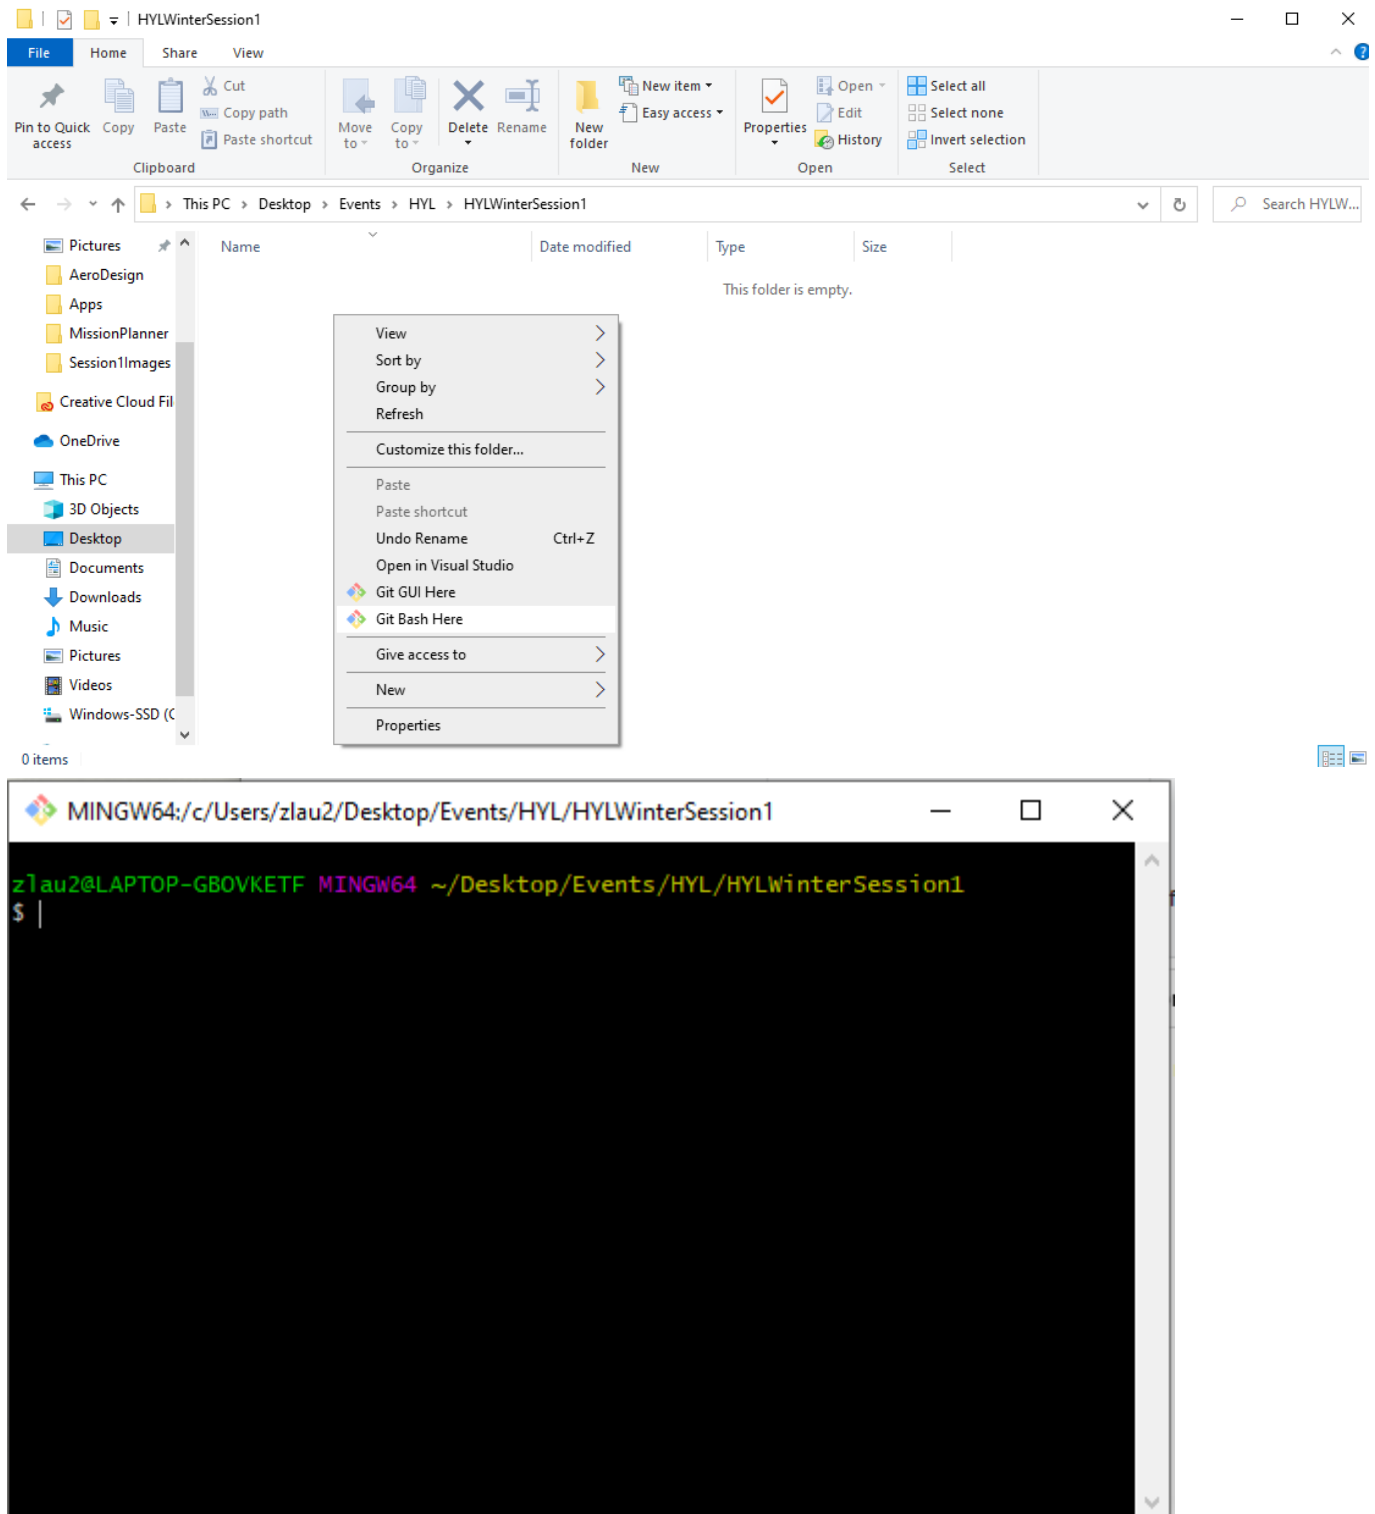 HYLWinterSession1
File Home Share View
Pin to Quick access
Copy
Paste
Cut
Copy path
Paste shortcut
Clipboard
Move to
Copy to
Delete
Rename
Organize
New folder
New item
Easy access
New
Properties
Open
Edit
History
Open
Select all
Select none
Invert selection
Select
This PC > Desktop > Events > HYL > HYLWinterSession1
Search HYLW...
Name Date modified Type Size
This folder is empty.
Pictures
AeroDesign
Apps
MissionPlanner
Session1Images
Creative Cloud Fil
OneDrive
This PC
3D Objects
Desktop
Documents
Downloads
Music
Pictures
Videos
Windows-SSD (C
View
Sort by
Group by
Refresh
Customize this folder...
Paste
Paste shortcut
Undo Rename Ctrl+Z
Open in Visual Studio
Git GUI Here
Git Bash Here
Give access to
New
Properties
0 items
MINGW64:/c/Users/zlau2/Desktop/Events/HYL/HYLWinterSession1
zlau2@LAPTOP-GBOVKETF MINGW64 ~/Desktop/Events/HYL/HYLWinterSession1
$